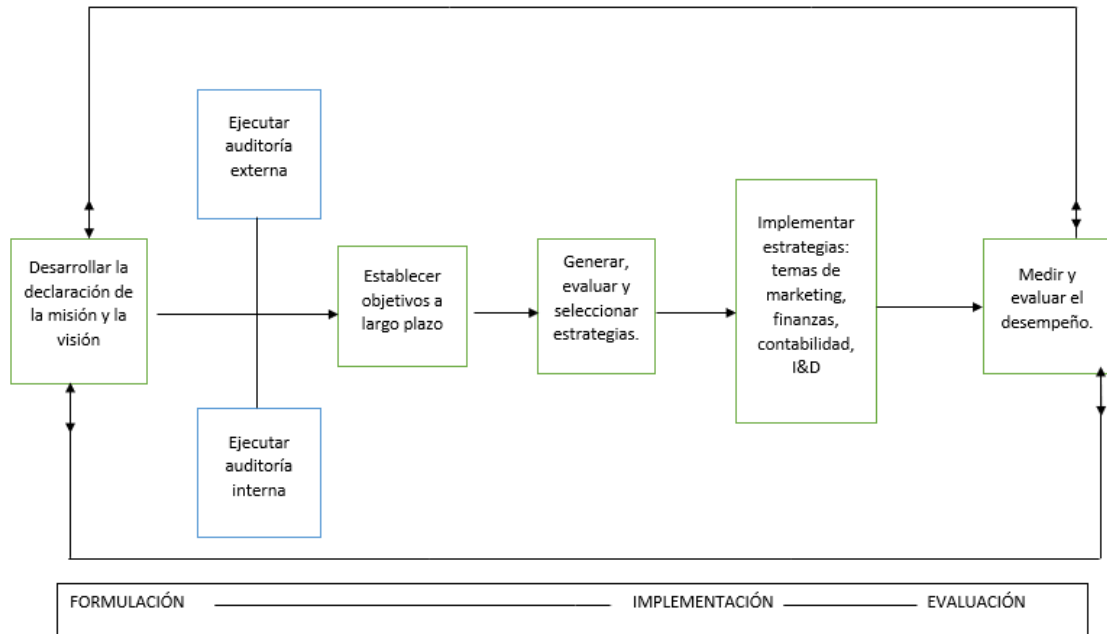 Ejecutar
auditoría
externa
Desarrollar la
declaración de
la misión y la
visión
Establecer
objetivos a
largo plazo
Generar,
evaluar y
seleccionar
estrategias.
Implementar
estrategias:
temas de
marketing,
finanzas,
contabilidad,
I&D
Medir y
evaluar el
desempeño.
Ejecutar
auditoría
interna
FORMULACIÓN IMPLEMENTACIÓN EVALUACIÓN